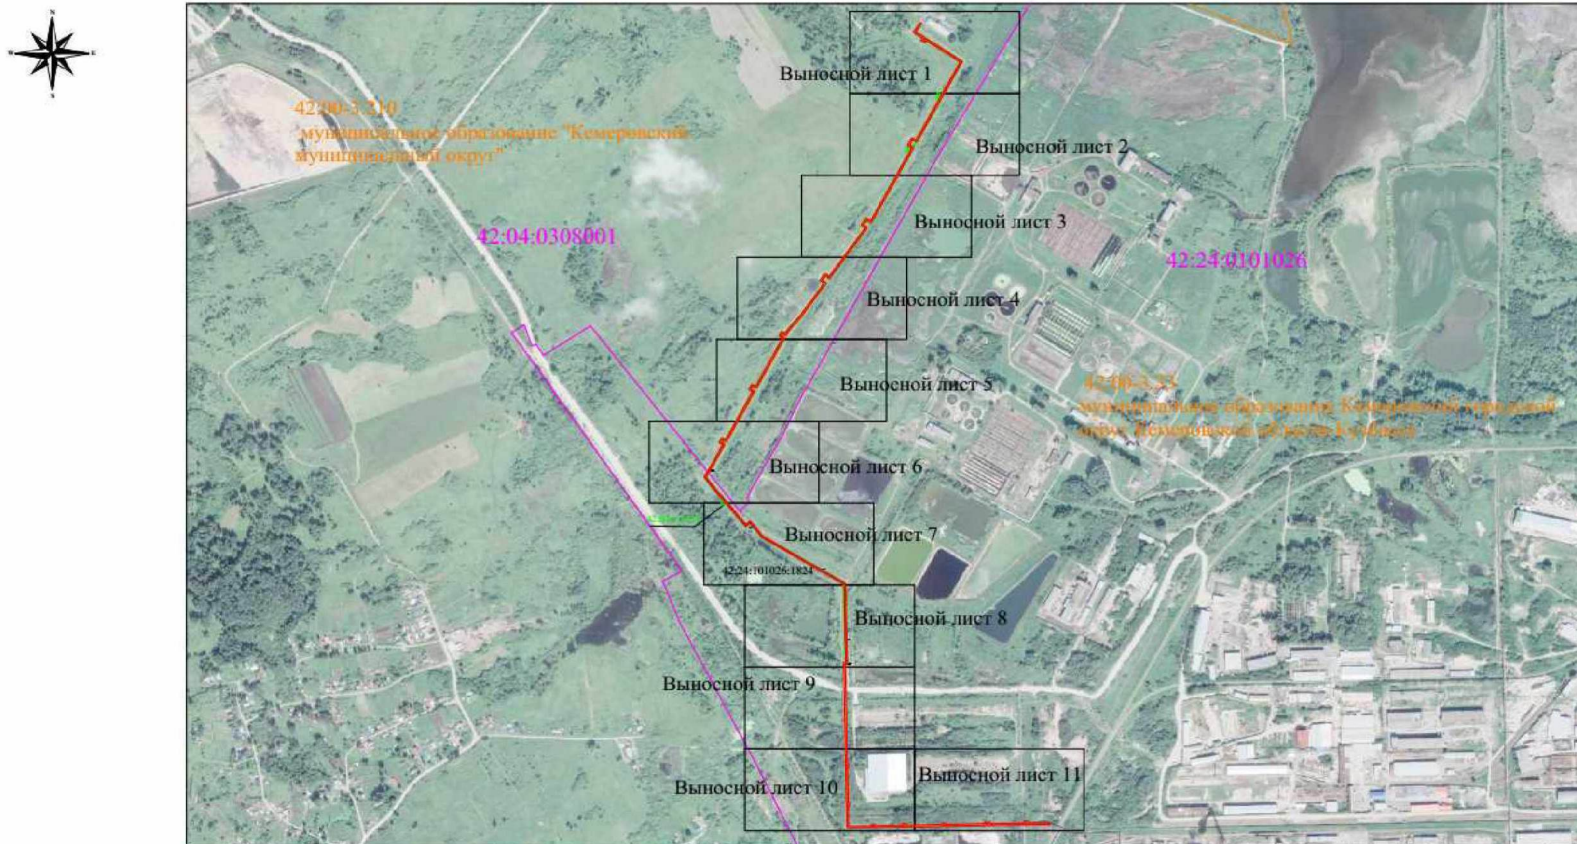 N
W
E
S
Выносной лист 1
42:00-3.210
муниципальное образование "Кемеровский
муниципальный округ"
Выносной лист 2
Выносной лист 3
42:04:0308001
42:24:0101026
Выносной лист 4
Выносной лист 5
42:00-3.33
муниципальное образование Кемеровский городской
округ Кемеровской области-Кузбасса
Выносной лист 6
Выносной лист 7
42:24:0101026:1824
Выносной лист 8
Выносной лист 9
Выносной лист 10
Выносной лист 11